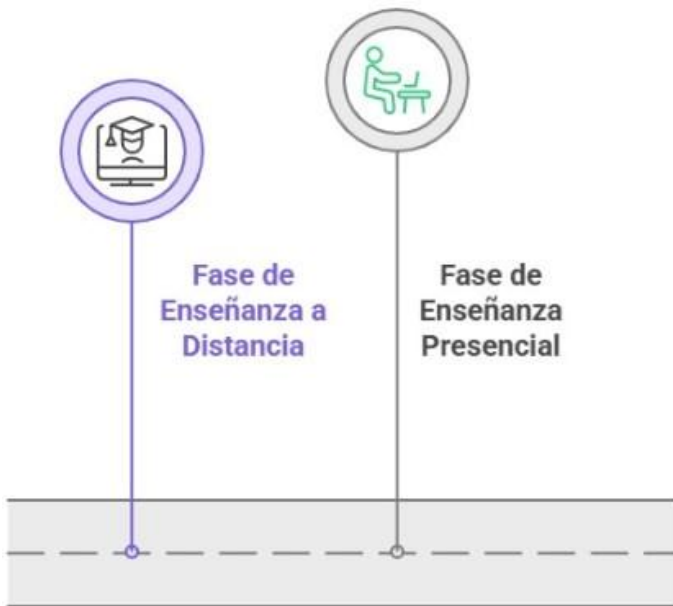 Fase de
Enseñanza a
Distancia
Fase de
Enseñanza
Presencial